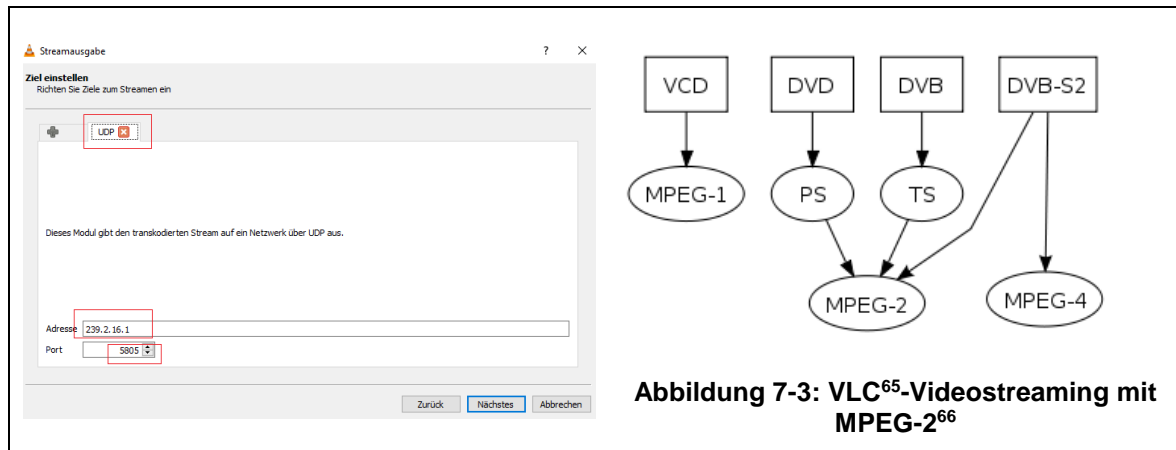 Streamausgabe
Ziel einstellen
Richten Sie Ziele zum Streamen ein
UDP
Dieses Modul gibt den transkodierten Stream auf ein Netzwerk über UDP aus.
Adresse 239.2.16.1
Port 5805
Zurück Nächstes Abbrechen
VCD DVD DVB DVB-S2
MPEG-1 PS TS
MPEG-2 MPEG-4
Abbildung 7-3: VLC65-Videostreaming mit
MPEG-266